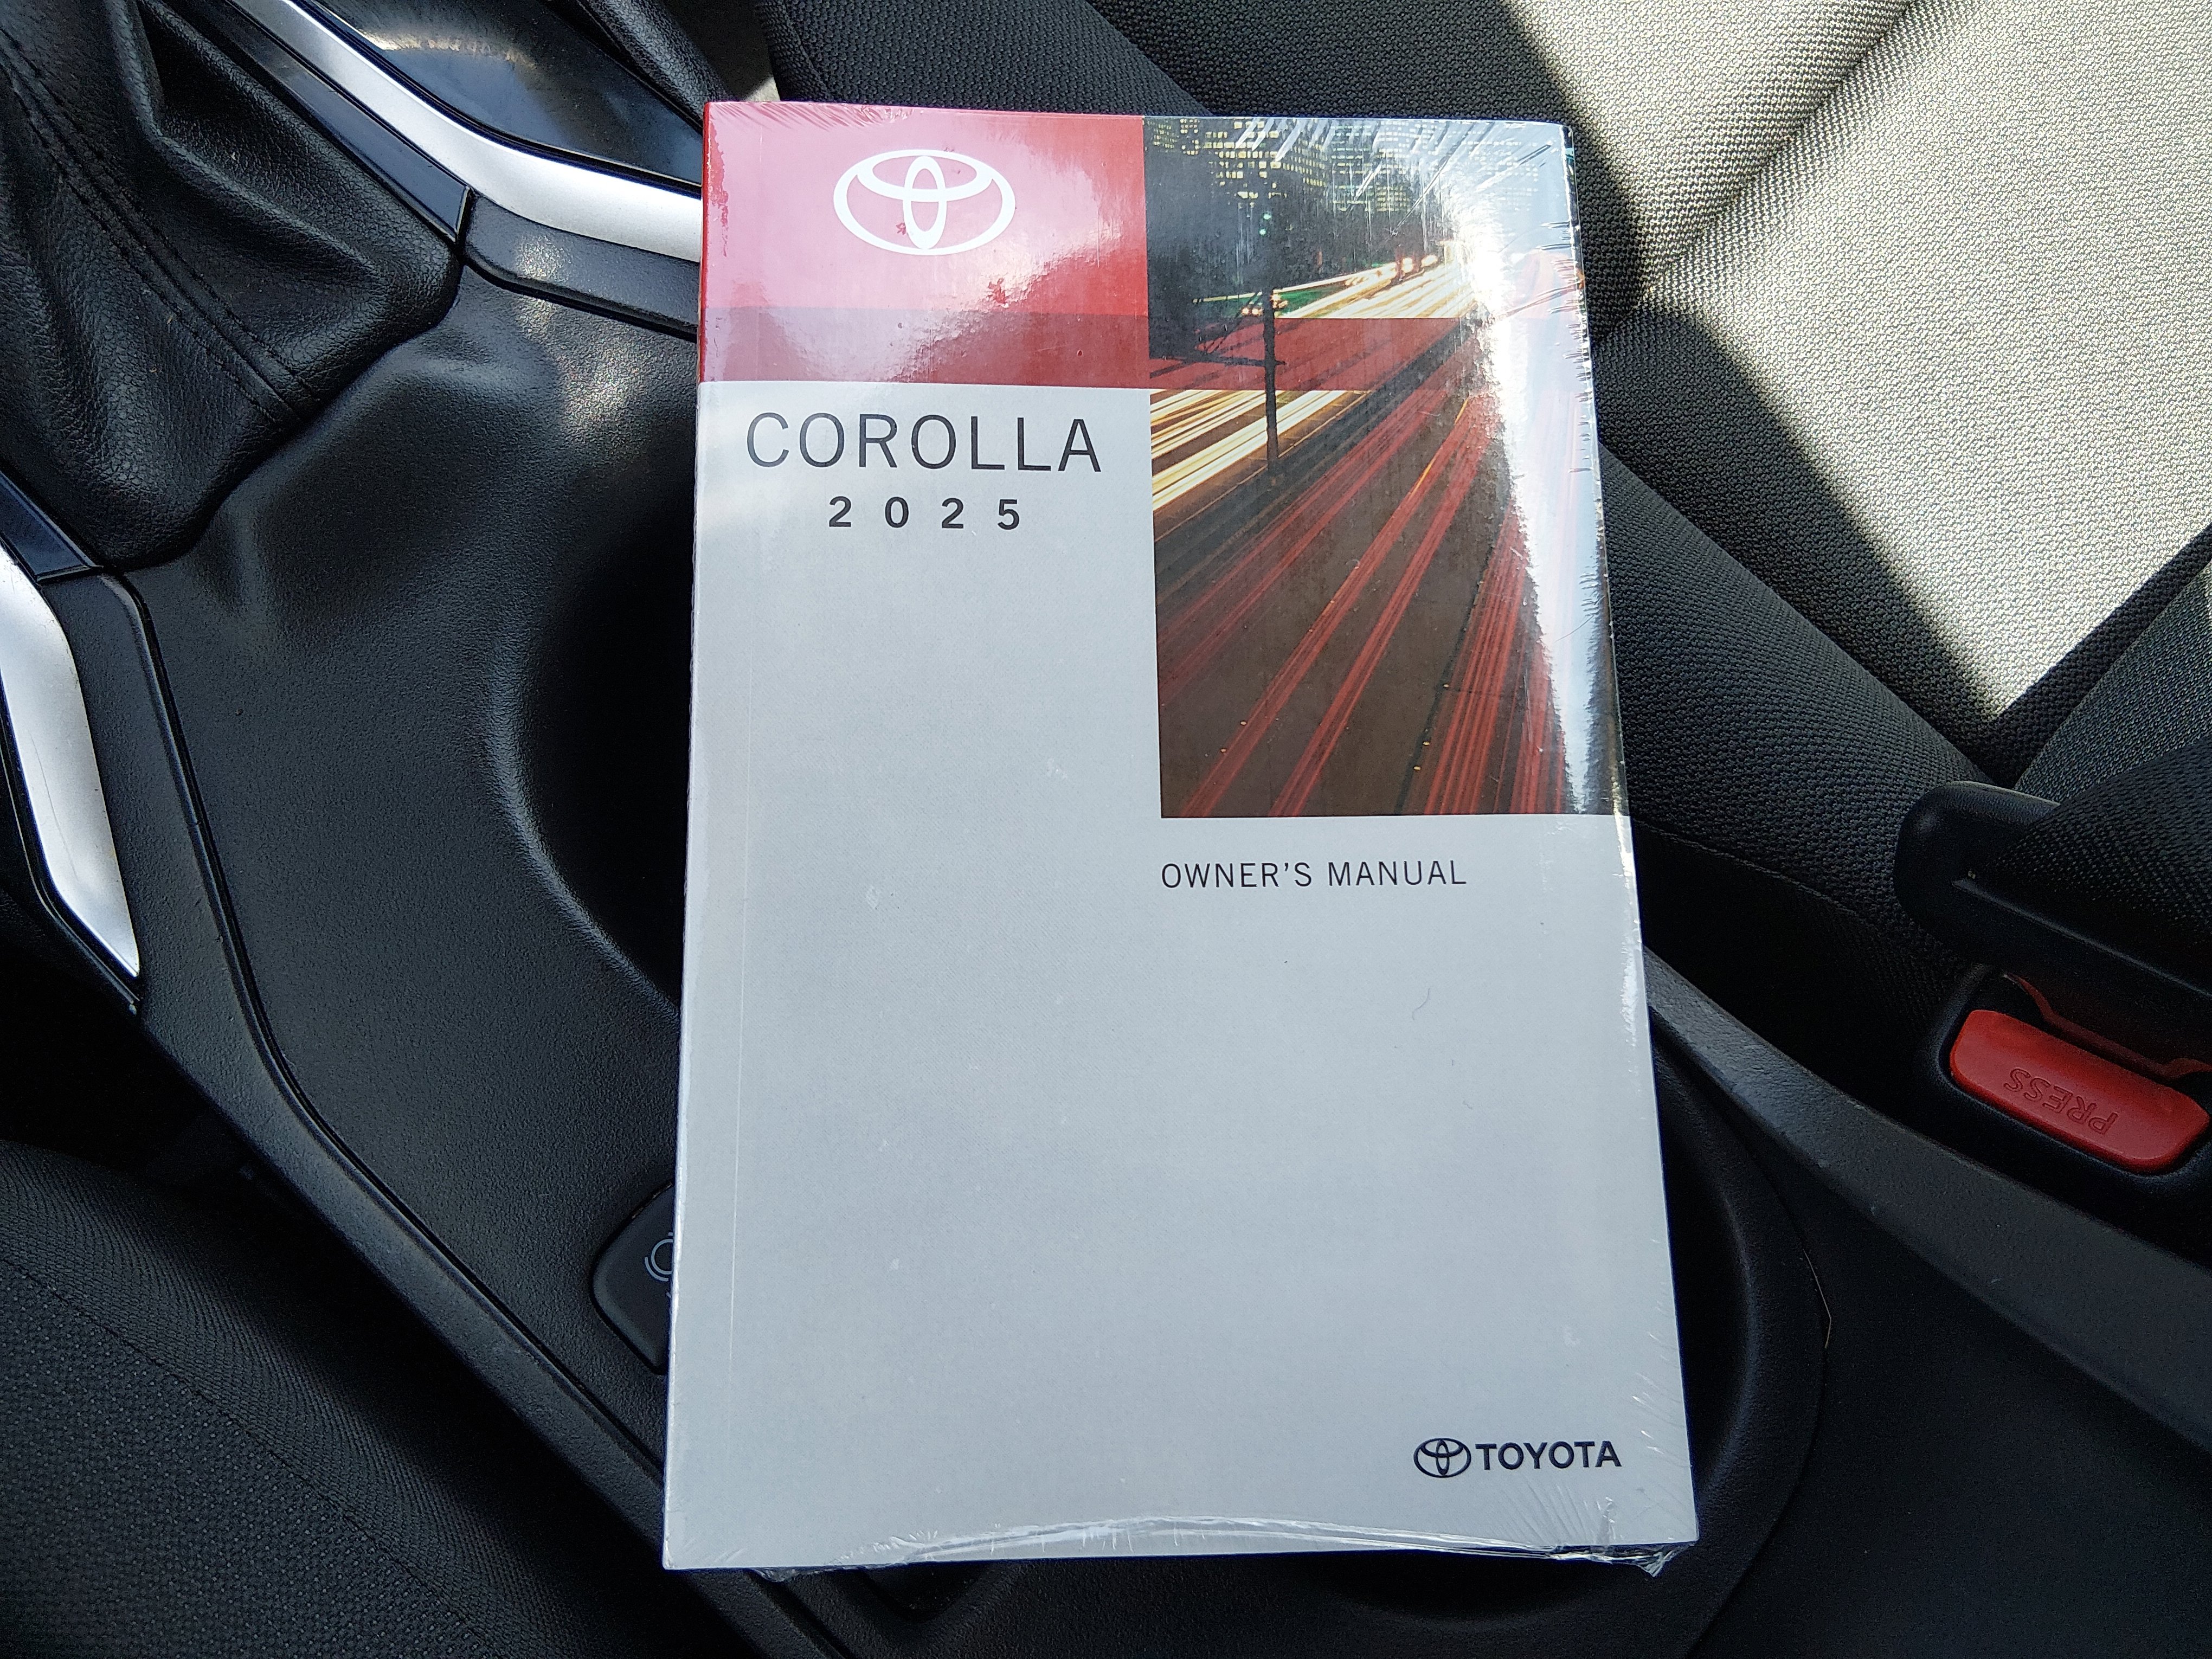 COROLLA
2025
OWNER'S MANUAL
TOYOTA
PRESS